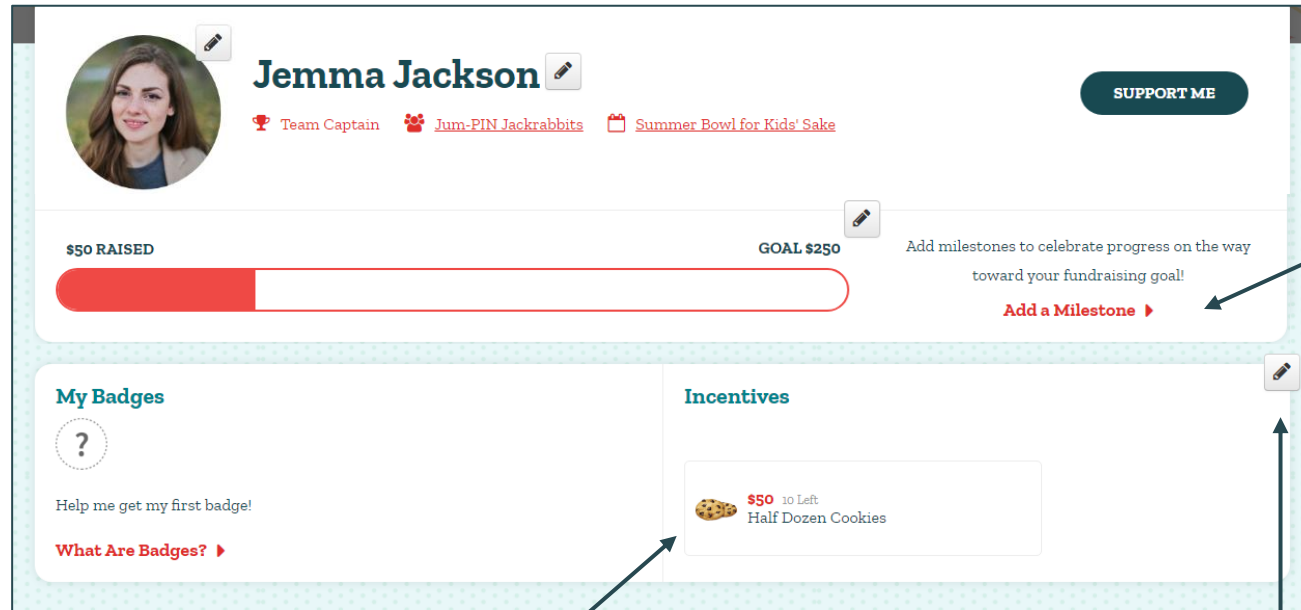 Jemma Jackson
SUPPORT ME
Team Captain Jum-PIN Jackrabbits Summer Bowl for Kids' Sake
$50 RAISED
GOAL $250
Add milestones to celebrate progress on the way
toward your fundraising goal!
Add a Milestone
My Badges
?
Help me get my first badge!
What Are Badges?
Incentives
$50 10 Left
Half Dozen Cookies